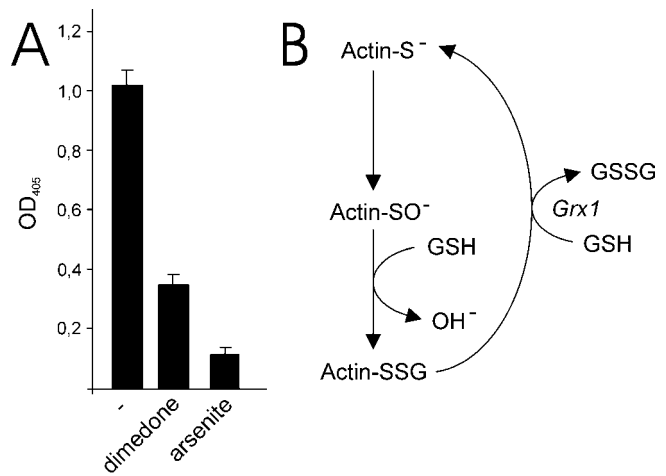 A
1,2
1,0
0,8
0,6
0,4
0,2
OD405
-
dimedone
arsenite
B
Actin-S⁻
Actin-SO⁻
GSH
OH⁻
Actin-SSG
GSSG
Grx1
GSH